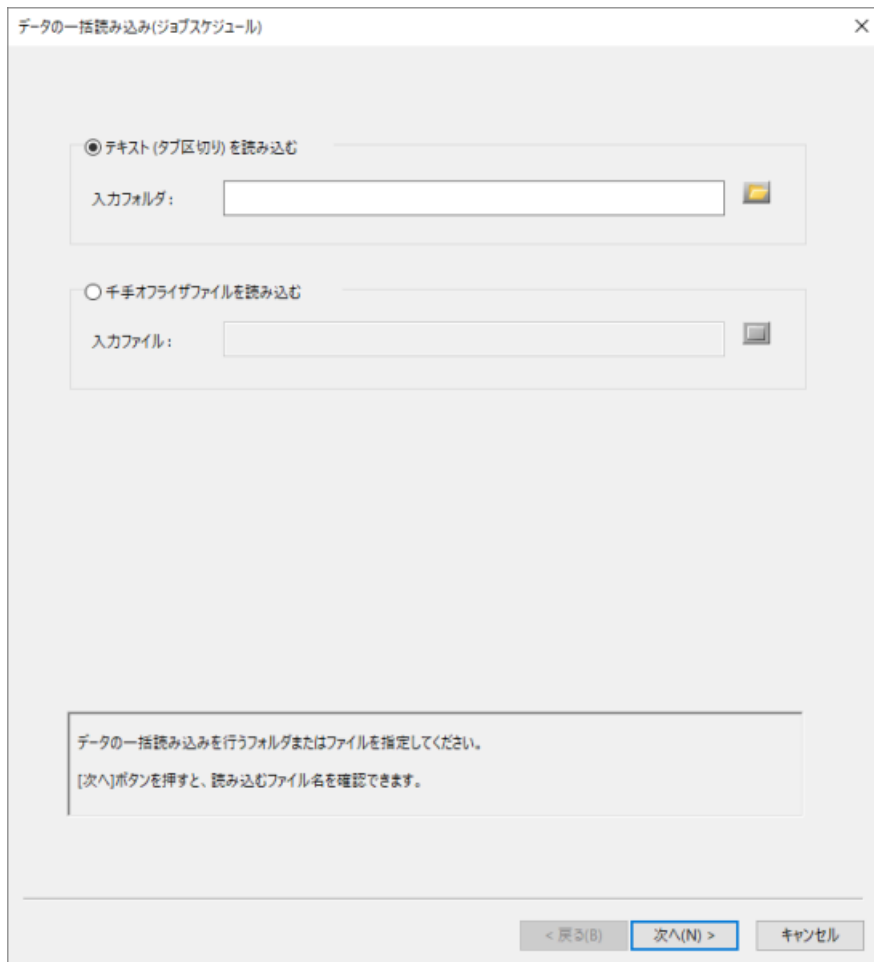 データの一括読み込み(ジョブスケジュール)
テキスト(タブ区切り)を読み込む
入力フォルダ:
千手オフライザファイルを読み込む
入力ファイル:
データの一括読み込みを行うフォルダまたはファイルを指定してください。
[次へ]ボタンを押すと、読み込むファイル名を確認できます。
< 戻る(B)
次へ(N) >
キャンセル